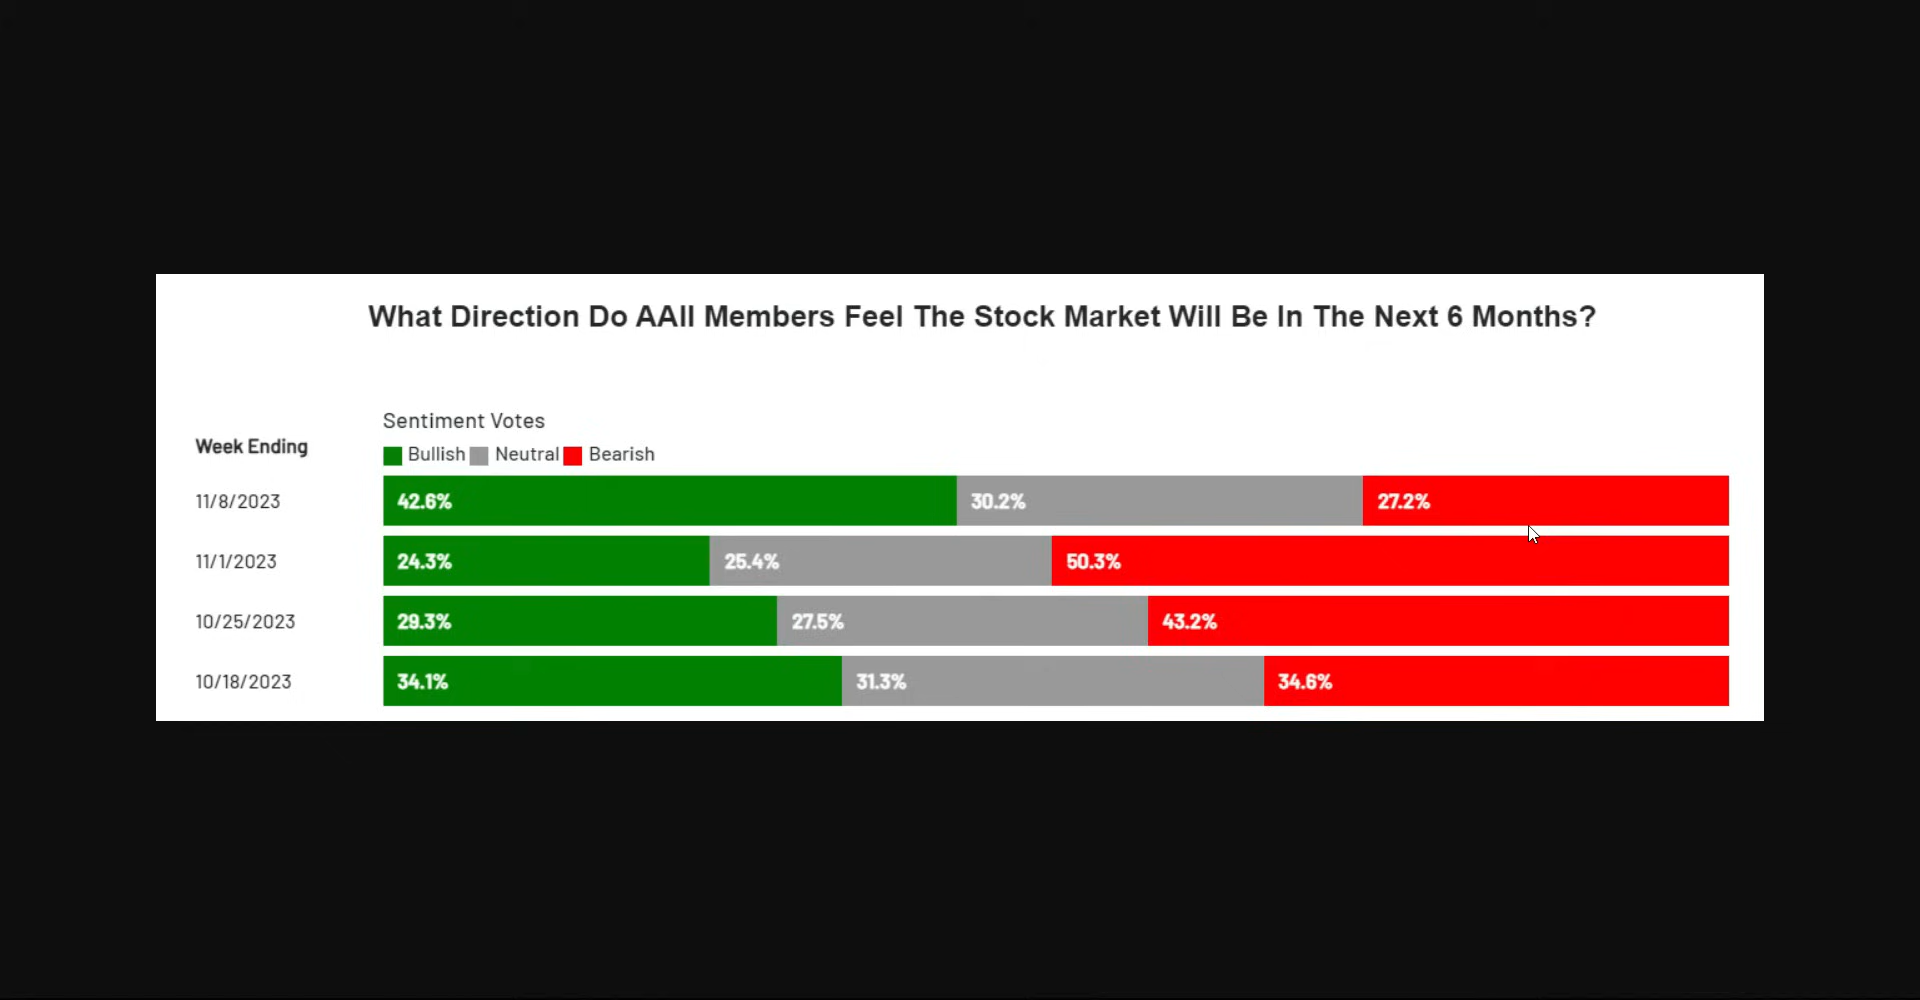 What Direction Do AAII Members Feel The Stock Market Will Be In The Next 6 Months?
Sentiment Votes
Week Ending
Bullish Neutral Bearish
11/8/2023 42.6% 30.2% 27.2%
11/1/2023 24.3% 25.4% 50.3%
10/25/2023 29.3% 27.5% 43.2%
10/18/2023 34.1% 31.3% 34.6%